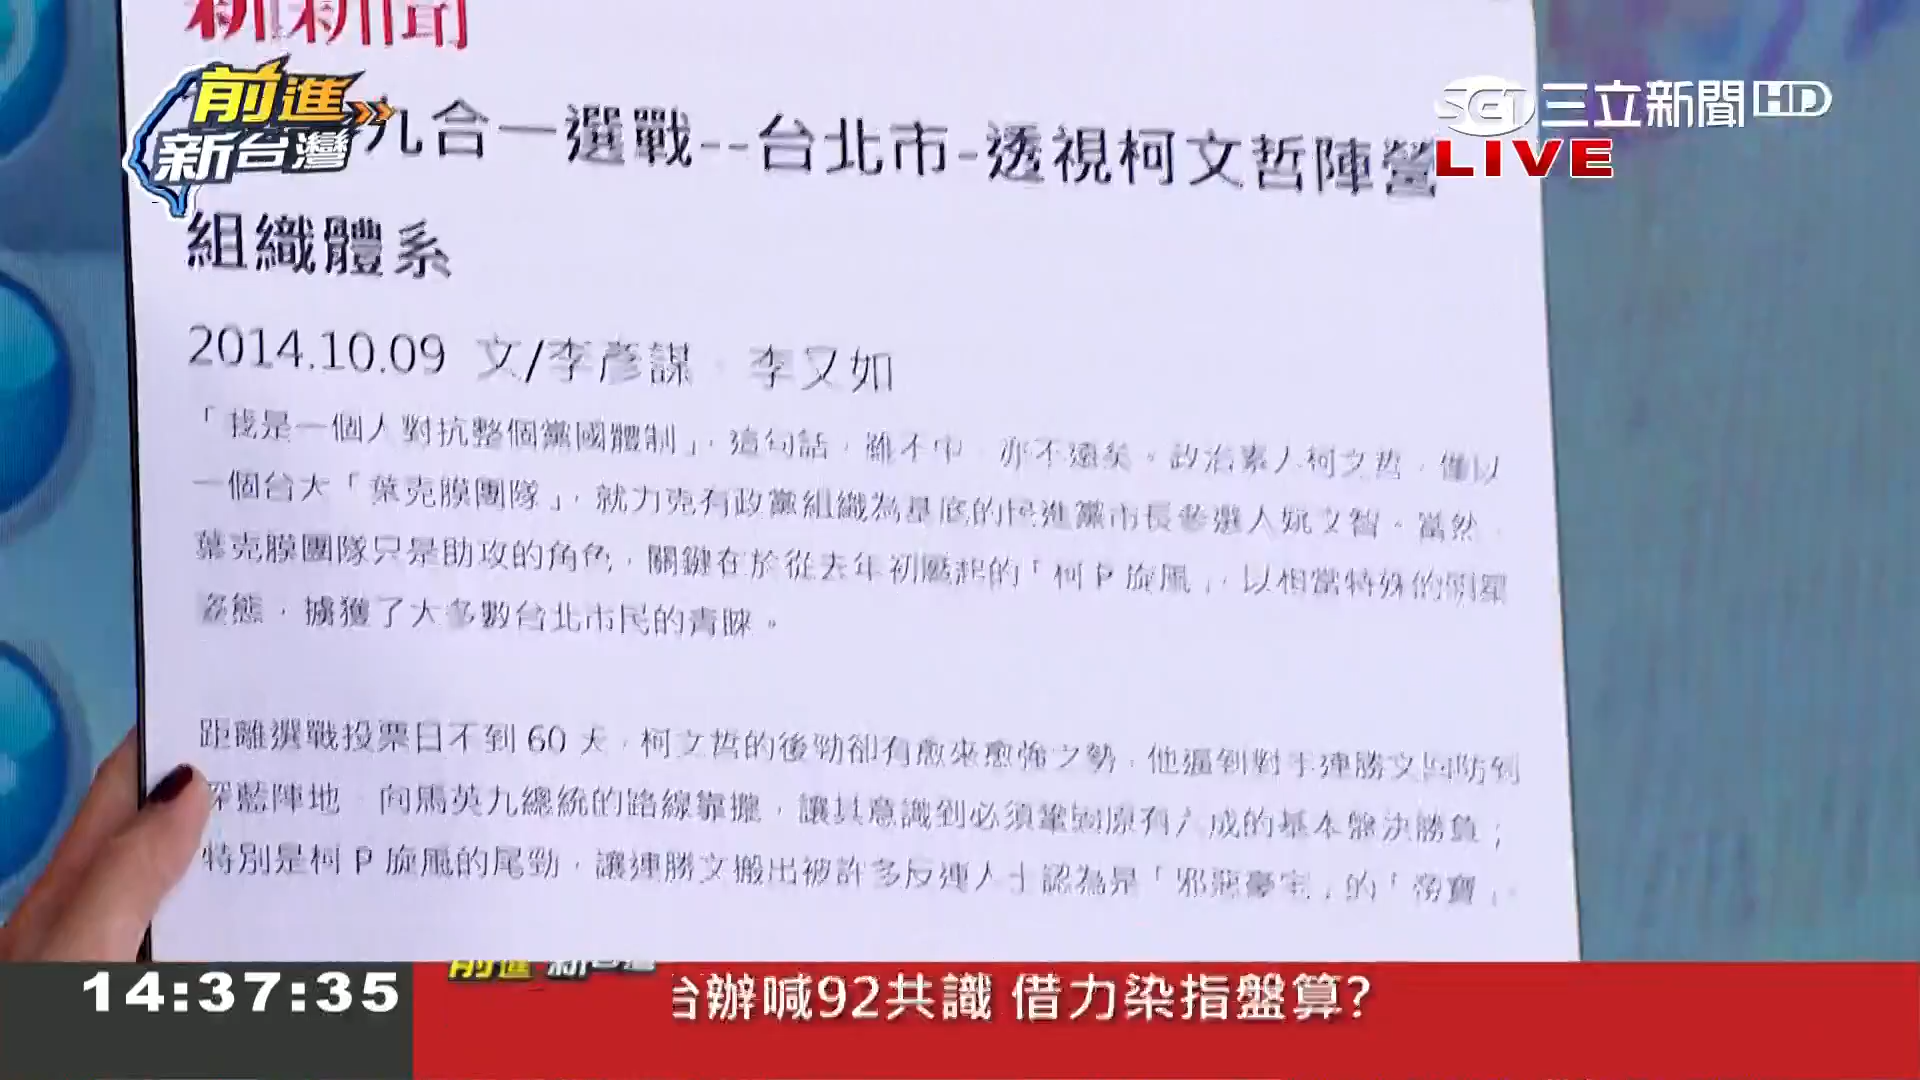 新新聞
前進
新台灣
九合一選戰--台北市-透視柯文哲陣營
組織體系
SET三立新聞HD
LIVE
2014.10.09 文/李彥謀 李又如
「我是一個人對抗整個黨國體制」,這句話,雖不中 亦不遠矣。政治素人柯文哲,僅以
一個台大「葉克膜團隊」,就力克有政黨組織為基底的民進黨市長參選人姚文智。當然,
葉克膜團隊只是助攻的角色,關鍵在於從去年初颳起的「柯P旋風」,以相當特殊的明星
姿態,擄獲了大多數台北市民的青睞。
距離選戰投票日不到 60 天,柯文哲的後勁卻有愈來愈強之勢,他逼到對手連勝文回防到
深藍陣地 向馬英九總統的路線靠攏,讓其意識到必須鞏固原有六成的基本盤決勝負;
特別是柯 P 旋風的尾勁,讓連勝文搬出被許多反連人士認為是「邪惡豪宅」的「帝寶」,
14:37:35
前進 新台灣
台辦喊92共識 借力染指盤算?